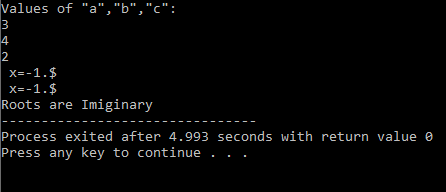 Values of "a","b","c":
3
4
2
 x=-1.$
 x=-1.$
Roots are Imiginary
--------------------------------
Process exited after 4.993 seconds with return value 0
Press any key to continue . . .